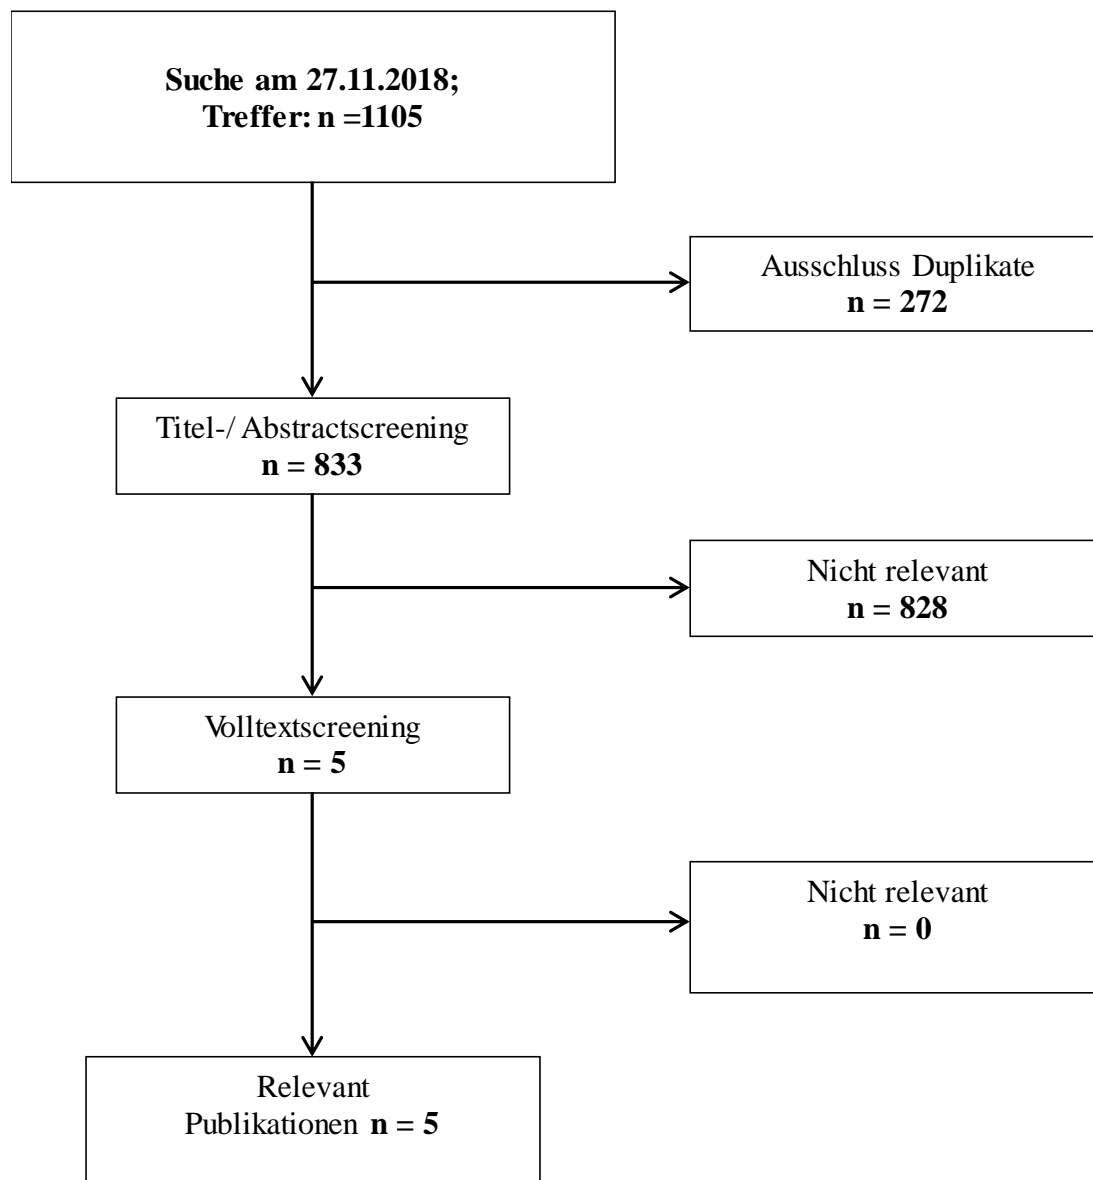 Suche am 27.11.2018;
Treffer: n =1105
Ausschluss Duplikate
n = 272
Titel-/ Abstractscreening
n = 833
Nicht relevant
n = 828
Volltextscreening
n = 5
Nicht relevant
n = 0
Relevant
Publikationen n = 5